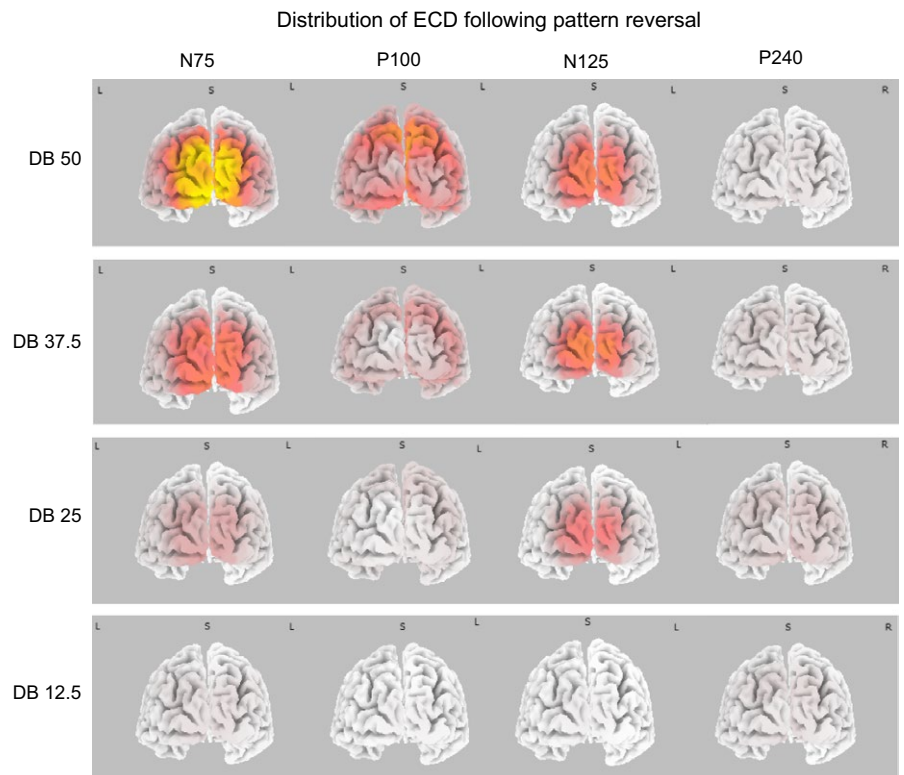 Distribution of ECD following pattern reversal
N75 P100 N125 P240
L S L S L S L S R
DB 50
L S L S L S L S R
DB 37.5
L S L S L S L S R
DB 25
L S L S L S L S R
DB 12.5